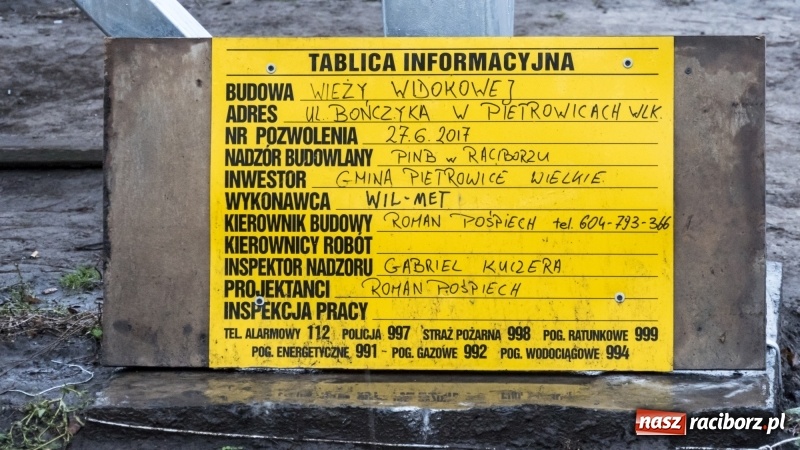 TABLICA INFORMACYJNA
BUDOWA WIEŻY WIDOKOWEJ
ADRES UL. BOŃCZYKA W PIETROWICACH WLK.
NR POZWOLENIA 27.6.2017
NADZÓR BUDOWLANY PINB W RACIBORZU
INWESTOR GMINA PIETROWICE WIELKIE
WYKONAWCA WIL-MET
KIEROWNIK BUDOWY ROMAN POŚPIECH tel. 604-793-366
KIEROWNICY ROBÓT
INSPEKTOR NADZORU GABRIEL KUCZERA
PROJEKTANCI ROMAN POŚPIECH
INSPEKCJA PRACY
TEL. ALARMOWY 112 POLICJA 997 STRAŻ POŻARNA 998 POG. RATUNKOWE 999
POG. ENERGETYCZNE 991 - POG. GAZOWE 992 POG. WODOCIĄGOWE 994
nasz raciborz.pl